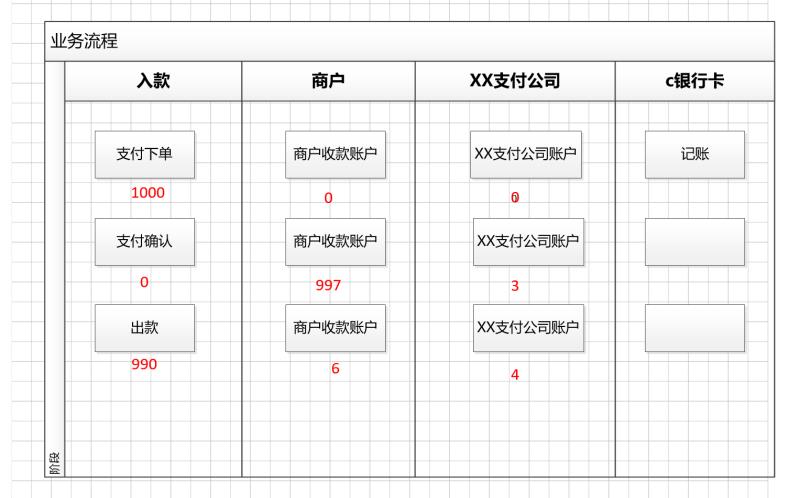 业务流程
入款 商户 XX支付公司 c银行卡
支付下单 商户收款账户 XX支付公司账户 记账
1000 0 0
支付确认 商户收款账户 XX支付公司账户
0 997 3
出款 商户收款账户 XX支付公司账户
990 6 4
阶段